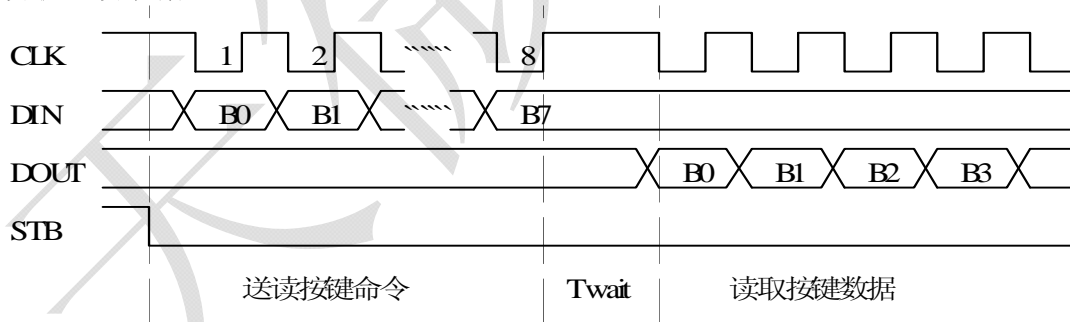 CLK 1 2 8
DIN B0 B1 B7
DOUT B0 B1 B2 B3
STB
送读按键命令 Twait 读取按键数据